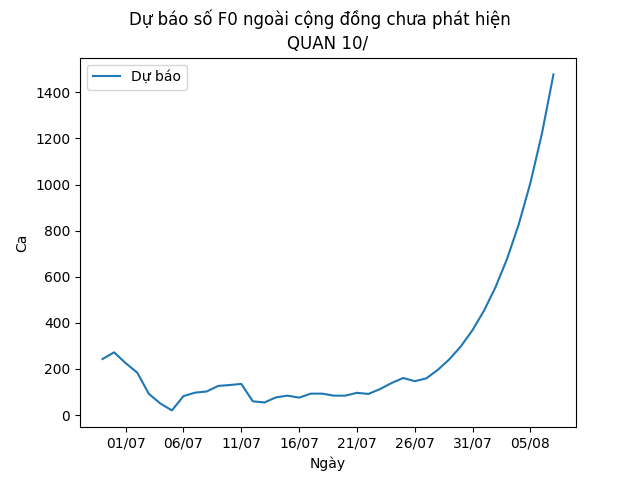 Dự báo số F0 ngoài cộng đồng chưa phát hiện
QUAN 10/
Dự báo
Ca
1400
1200
1000
800
600
400
200
0
01/07 06/07 11/07 16/07 21/07 26/07 31/07 05/08
Ngày